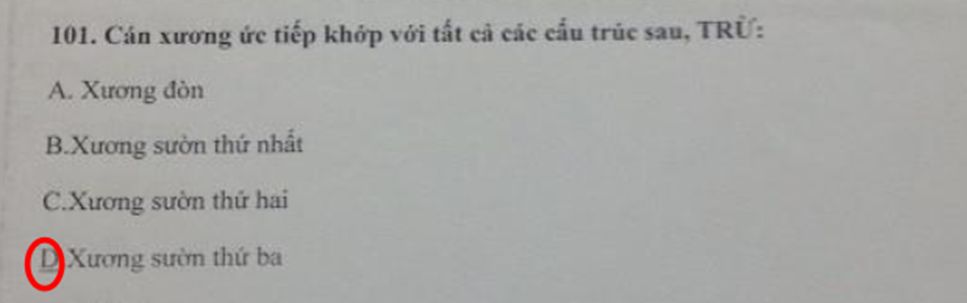 101. Cán xương ức tiếp khớp với tất cả các cấu trúc sau, TRỪ:
A. Xương đòn
B.Xương sườn thứ nhất
C.Xương sườn thứ hai
D.Xương sườn thứ ba